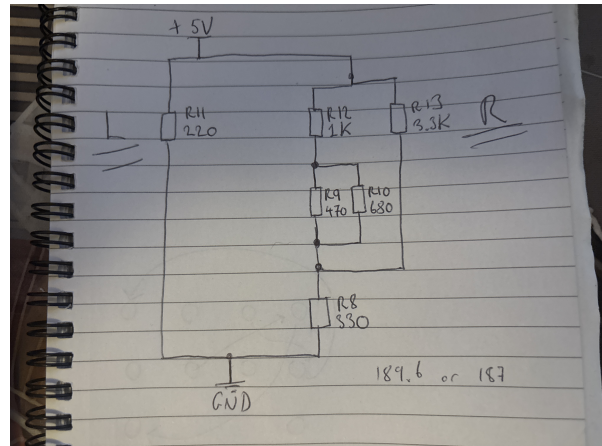 + 5V
L
R11
220
R12
1K
R13
3.3K
R
R9
470
R10
680
R8
330
189.6 or 187
GND